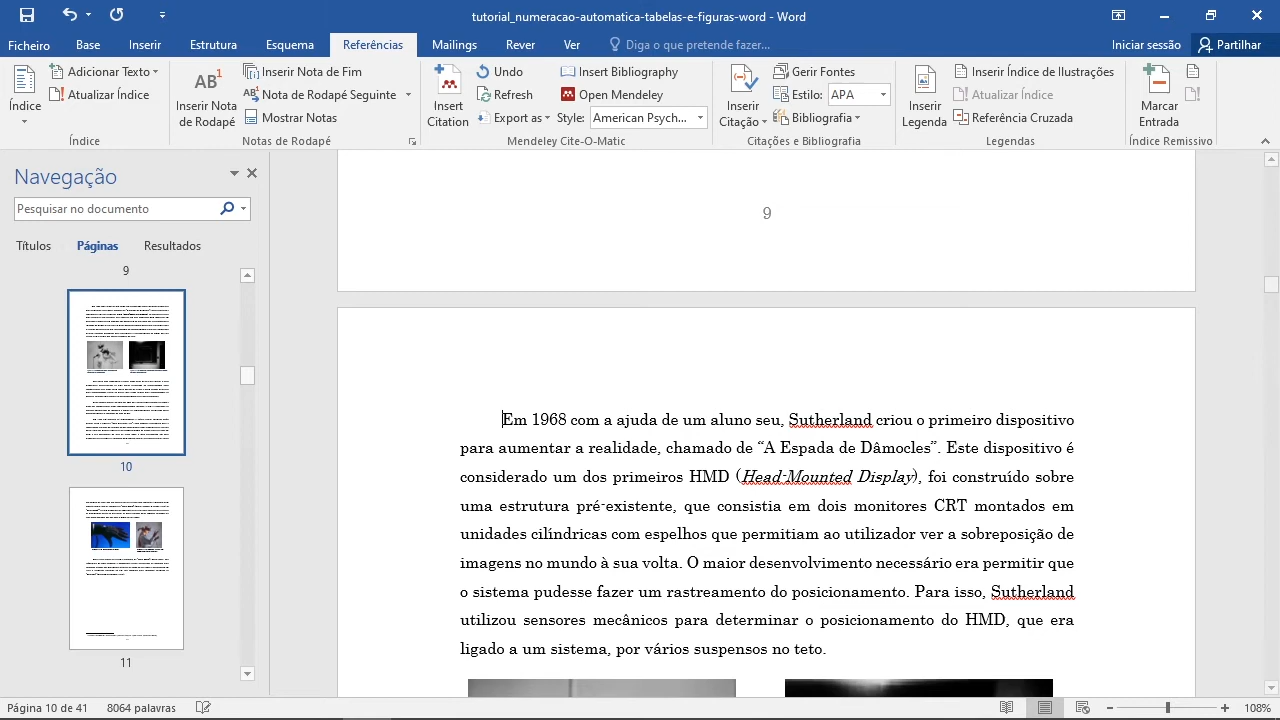 tutorial_numeracao-automatica-tabelas-e-figuras-word - Word
Ficheiro Base Inserir Estrutura Esquema Referências Mailings Rever Ver Diga o que pretende fazer... Iniciar sessão Partilhar
Índice
Adicionar Texto
Atualizar Índice
Índice
AB1
Inserir Nota de Rodapé
Inserir Nota de Fim
Nota de Rodapé Seguinte
Mostrar Notas
Notas de Rodapé
Insert Citation
Undo
Refresh
Export as
Insert Bibliography
Open Mendeley
Style: American Psych...
Mendeley Cite-O-Matic
Inserir Citação
Gerir Fontes
Estilo: APA
Bibliografia
Citações e Bibliografia
Inserir Legenda
Inserir Índice de Ilustrações
Atualizar Índice
Referência Cruzada
Legendas
Marcar Entrada
Índice Remissivo
Navegação
Pesquisar no documento
Títulos Páginas Resultados
9
10
11
9
Em 1968 com a ajuda de um aluno seu, Sutherland criou o primeiro dispositivo
para aumentar a realidade, chamado de “A Espada de Dâmocles”. Este dispositivo é
considerado um dos primeiros HMD (Head-Mounted Display), foi construído sobre
uma estrutura pré-existente, que consistia em dois monitores CRT montados em
unidades cilíndricas com espelhos que permitiam ao utilizador ver a sobreposição de
imagens no mundo à sua volta. O maior desenvolvimento necessário era permitir que
o sistema pudesse fazer um rastreamento do posicionamento. Para isso, Sutherland
utilizou sensores mecânicos para determinar o posicionamento do HMD, que era
ligado a um sistema, por vários suspensos no teto.
Página 10 de 41 8064 palavras 108%